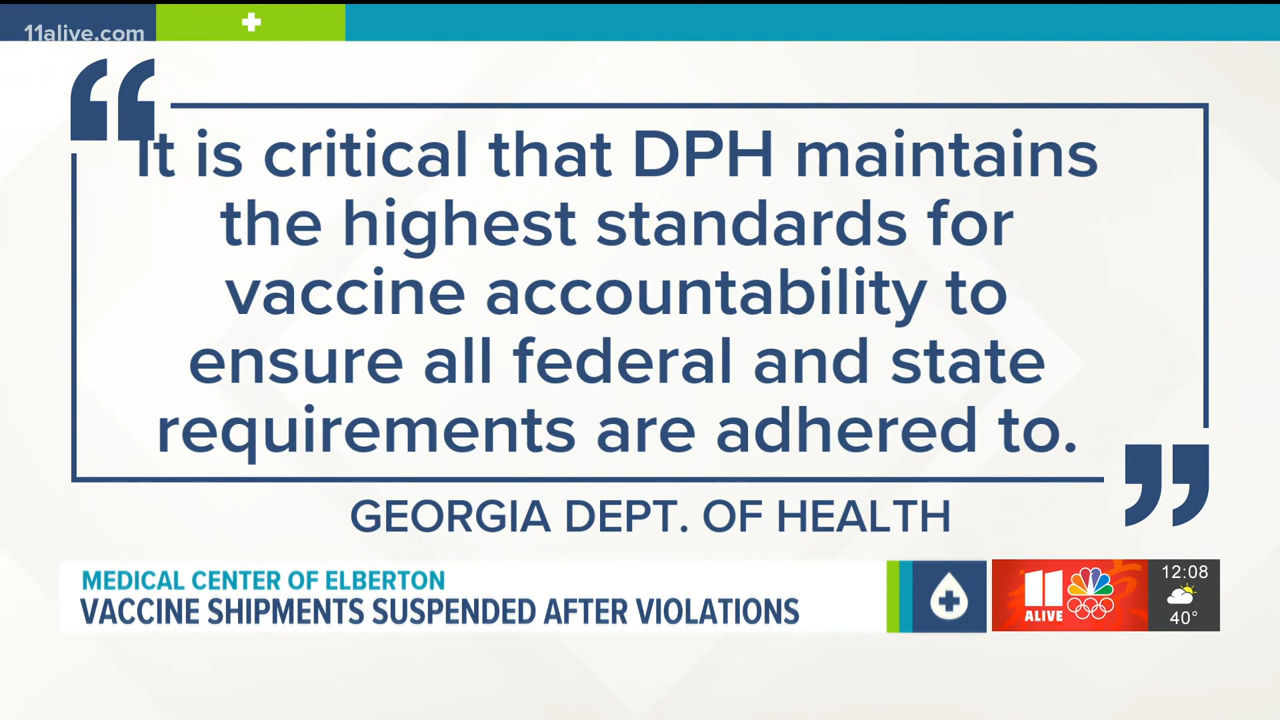 11alive.com
“It is critical that DPH maintains
the highest standards for
vaccine accountability to
ensure all federal and state
requirements are adhered to.”
GEORGIA DEPT. OF HEALTH
MEDICAL CENTER OF ELBERTON
VACCINE SHIPMENTS SUSPENDED AFTER VIOLATIONS
11
ALIVE
12:08
40°